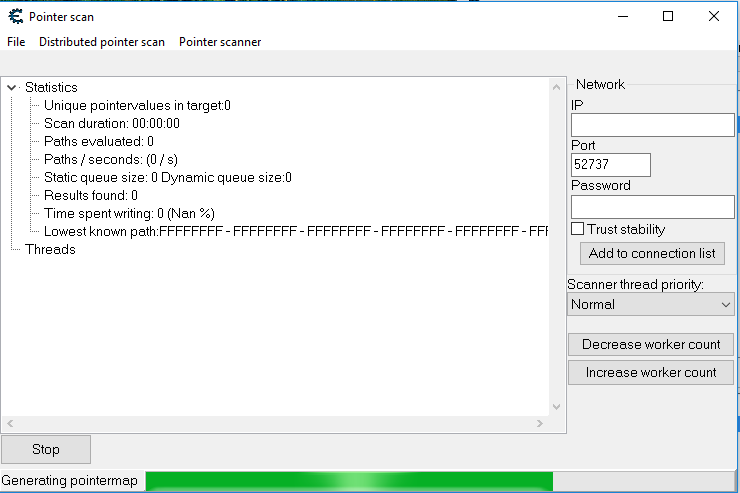 Pointer scan
File Distributed pointer scan Pointer scanner
Statistics
Unique pointervalues in target:0
Scan duration: 00:00:00
Paths evaluated: 0
Paths / seconds: (0 / s)
Static queue size: 0 Dynamic queue size:0
Results found: 0
Time spent writing: 0 (Nan %)
Lowest known path:FFFFFFFF - FFFFFFFF - FFFFFFFF - FFFFFFFF - FFFFFFFF - FFF
Threads
Network
IP
Port
52737
Password
Trust stability
Add to connection list
Scanner thread priority:
Normal
Decrease worker count
Increase worker count
Stop
Generating pointermap